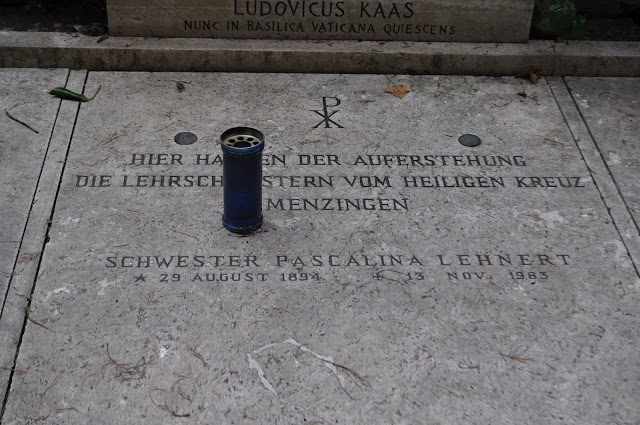 LUDOVICUS KAAS
NUNC IN BASILICA VATICANA QUIESCENS
HIER DER AUFERSTEHUNG
DIE VOM HEILIGEN KREUZ
MENZINGEN
SCHWESTER PASCALINA LEHNERT
★ 29 AUGUST 1894 + 13 NOV. 1983